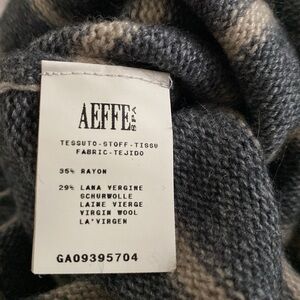 AEFFE SPA
TESSUTO-STOFF-TISSU
FABRIC-TEJIDO
35% RAYON
29% LANA VERGINE
SCHURWOLLE
LAINE VIERGE
VIRGIN WOOL
LA'VIRGEN
GA09395704